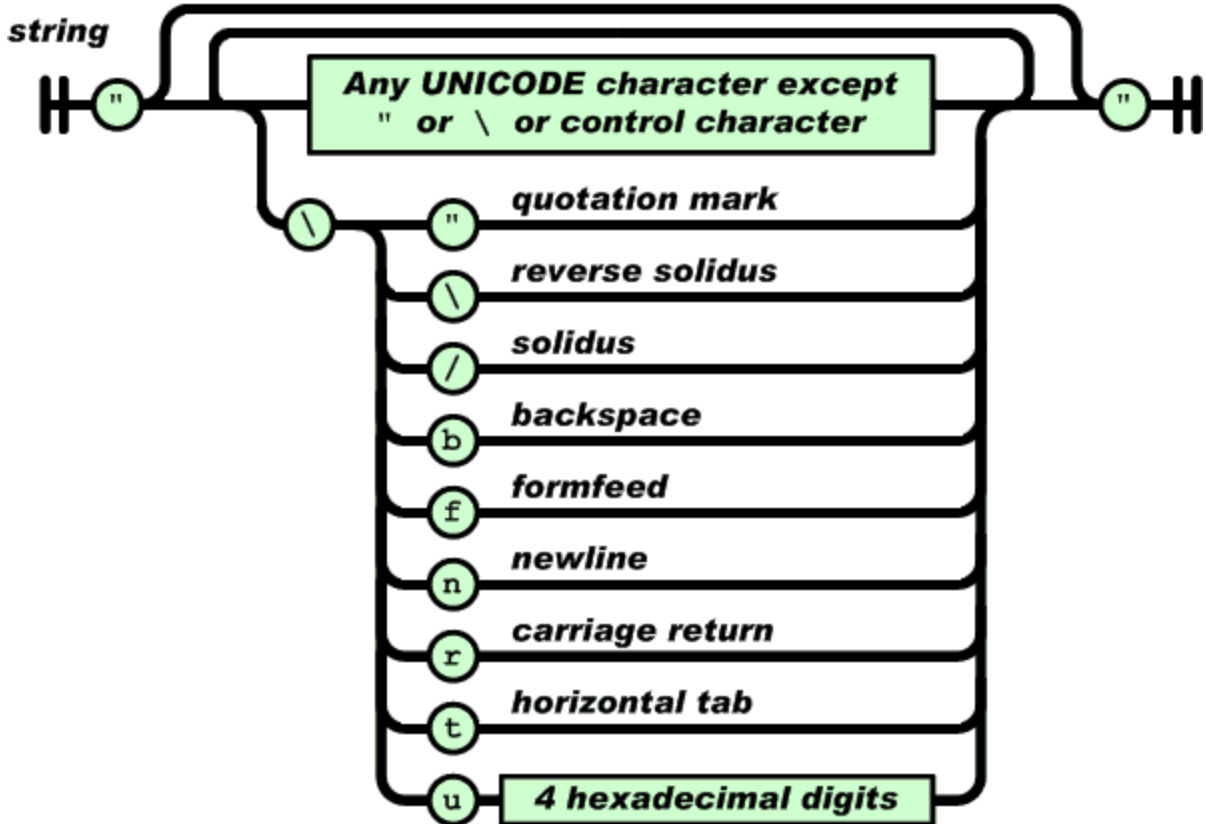 string
" Any UNICODE character except "
" or \ or control character
\ " quotation mark
\ reverse solidus
/ solidus
b backspace
f formfeed
n newline
r carriage return
t horizontal tab
u 4 hexadecimal digits